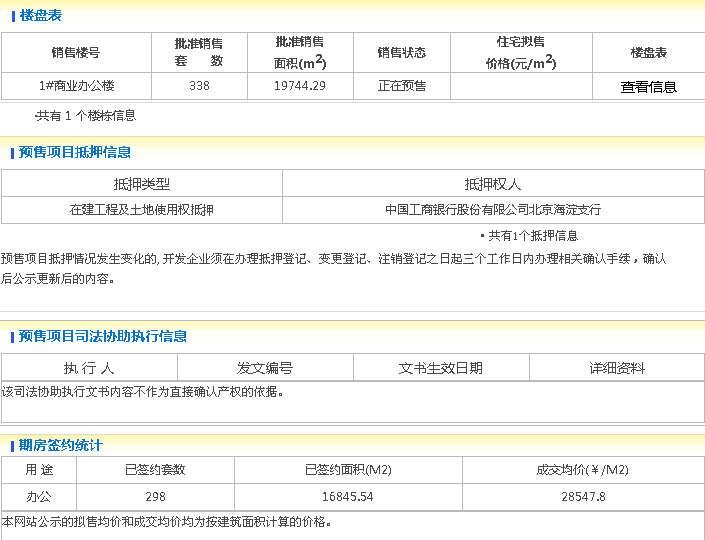 楼盘表
销售楼号 批准销售套 数 批准销售面积(m2) 销售状态 住宅拟售价格(元/m2) 楼盘表
1#商业办公楼 338 19744.29 正在预售 查看信息
·共有 1 个楼栋信息
预售项目抵押信息
抵押类型 抵押权人
在建工程及土地使用权抵押 中国工商银行股份有限公司北京海淀支行
• 共有1个抵押信息
预售项目抵押情况发生变化的, 开发企业须在办理抵押登记、变更登记、注销登记之日起三个工作日内办理相关确认手续，确认
后公示更新后的内容。
预售项目司法协助执行信息
执 行 人 发文编号 文书生效日期 详细资料
该司法协助执行文书内容不作为直接确认产权的依据。
期房签约统计
用 途 已签约套数 已签约面积(M2) 成交均价(￥/M2)
办公 298 16845.54 28547.8
本网站公示的拟售均价和成交均价均为按建筑面积计算的价格。